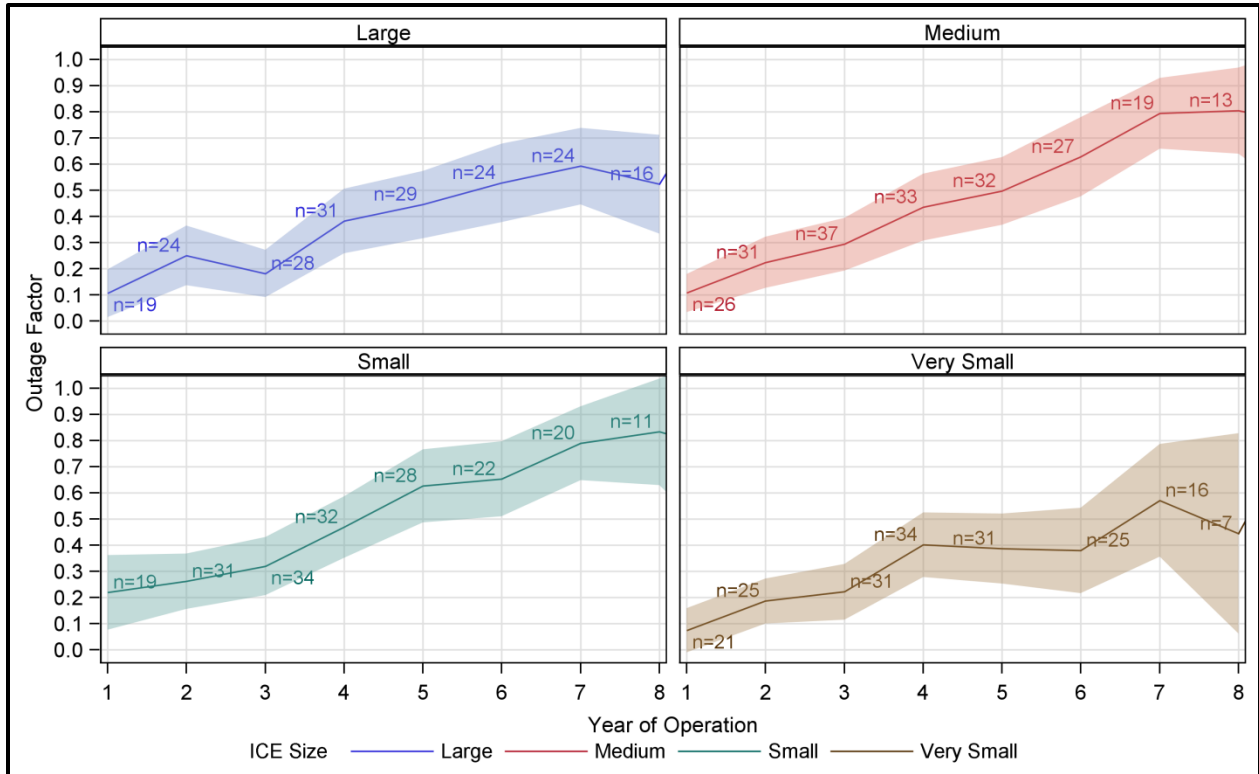 Large
Medium
1.0
0.9
0.8
0.7
0.6
0.5
0.4
0.3
0.2
0.1
0.0
n=19
n=24
n=28
n=31
n=29
n=24
n=24
n=16
n=26
n=31
n=37
n=33
n=32
n=27
n=19
n=13
Outage Factor
Small
Very Small
1.0
0.9
0.8
0.7
0.6
0.5
0.4
0.3
0.2
0.1
0.0
n=19
n=31
n=34
n=32
n=28
n=22
n=20
n=11
n=21
n=25
n=31
n=34
n=31
n=25
n=16
n=7
1 2 3 4 5 6 7 8 1 2 3 4 5 6 7 8
Year of Operation
ICE Size Large Medium Small Very Small